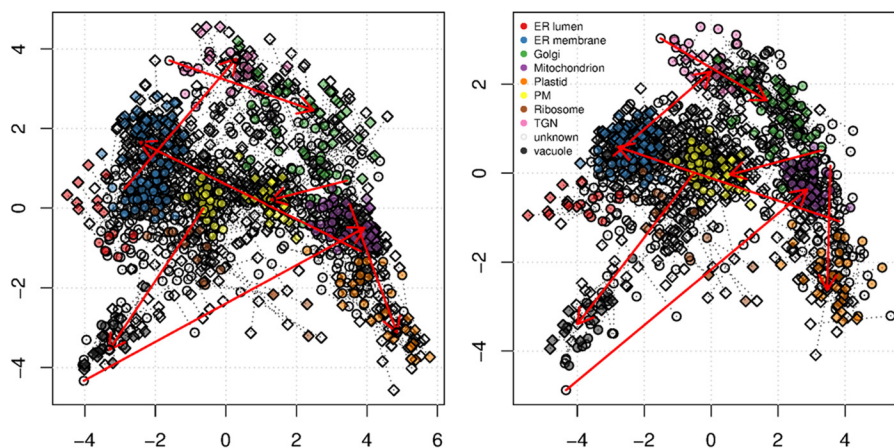 4
2
0
−2
−4
−4
−2
0
2
4
6
2
0
−2
−4
−4
−2
0
2
4
ER lumen
ER membrane
Golgi
Mitochondrion
Plastid
PM
Ribosome
TGN
unknown
vacuole